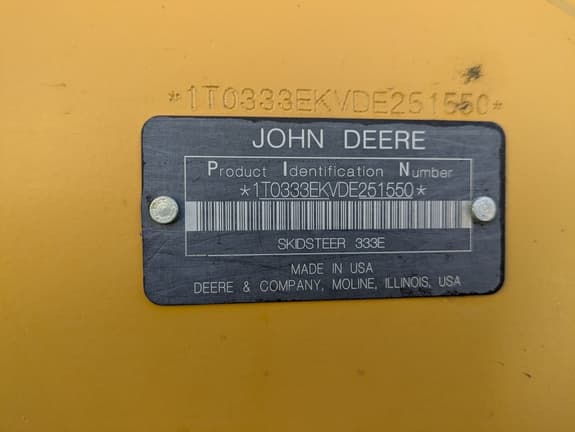 *1T0333EKVDE251550*
JOHN DEERE
Product Identification Number
*1T0333EKVDE251550*
SKIDSTEER 333E
MADE IN USA
DEERE & COMPANY, MOLINE, ILLINOIS, USA